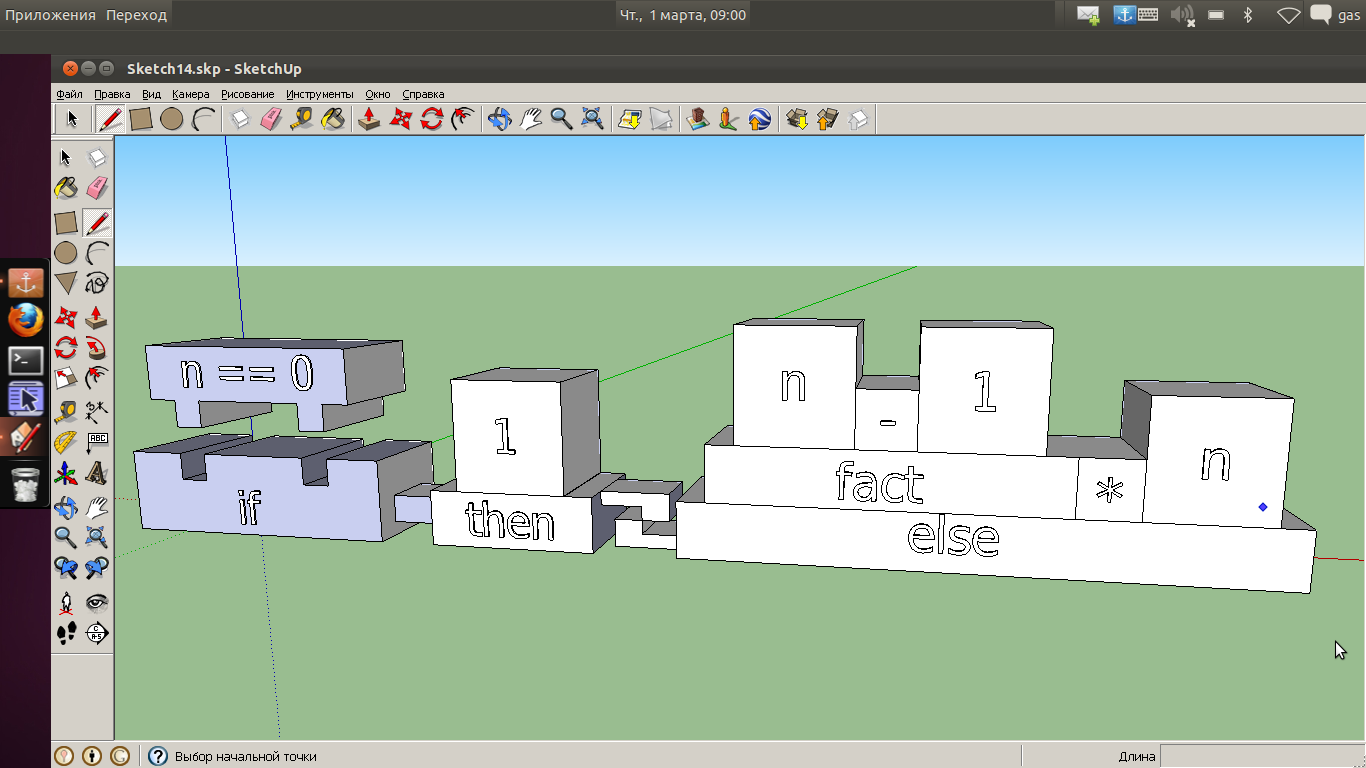 Приложения Переход Чт., 1 марта, 09:00 gas
Sketch14.skp - SketchUp
Файл Правка Вид Камера Рисование Инструменты Окно Справка
ABC
n == 0
if
1
then
n
-
1
fact
*
n
else
Выбор начальной точки
Длина